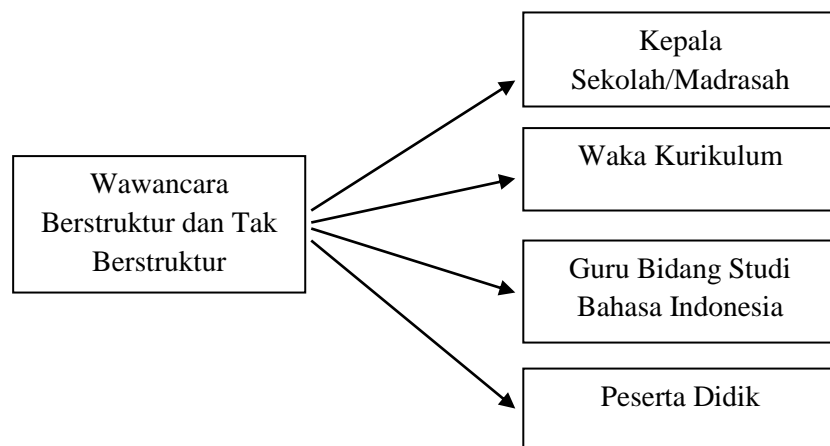 Kepala
Sekolah/Madrasah
Waka Kurikulum
Wawancara
Berstruktur dan Tak
Berstruktur
Guru Bidang Studi
Bahasa Indonesia
Peserta Didik